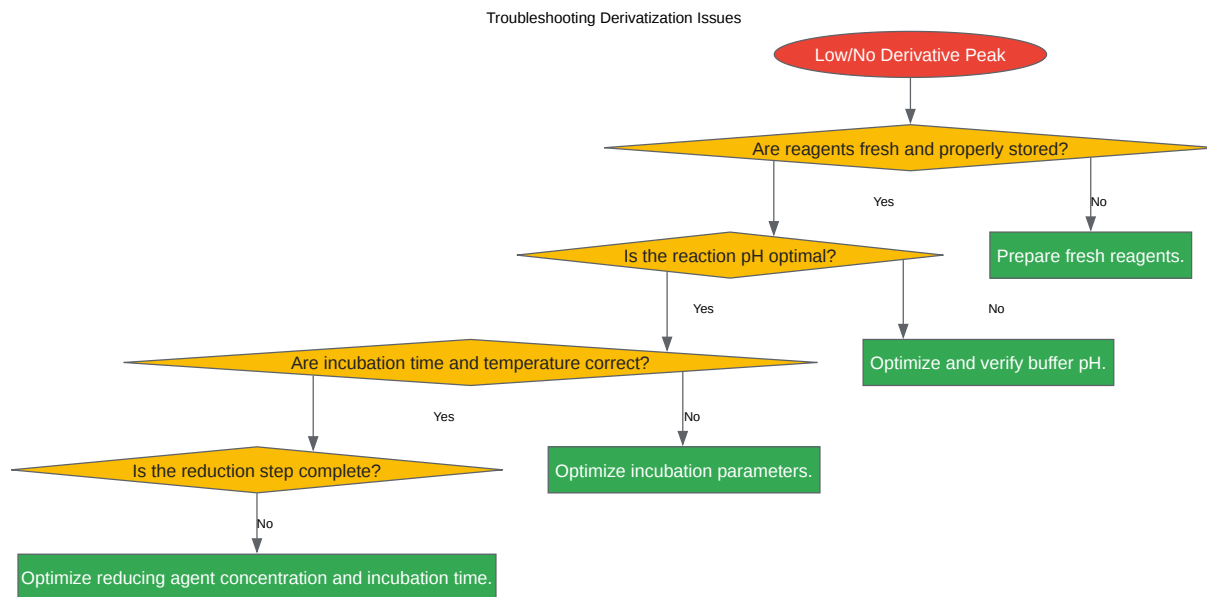 Troubleshooting Derivatization Issues
Low/No Derivative Peak
Are reagents fresh and properly stored?
Yes
No
Is the reaction pH optimal?
Prepare fresh reagents.
Yes
No
Are incubation time and temperature correct?
Optimize and verify buffer pH.
Yes
No
Is the reduction step complete?
Optimize incubation parameters.
No
Optimize reducing agent concentration and incubation time.